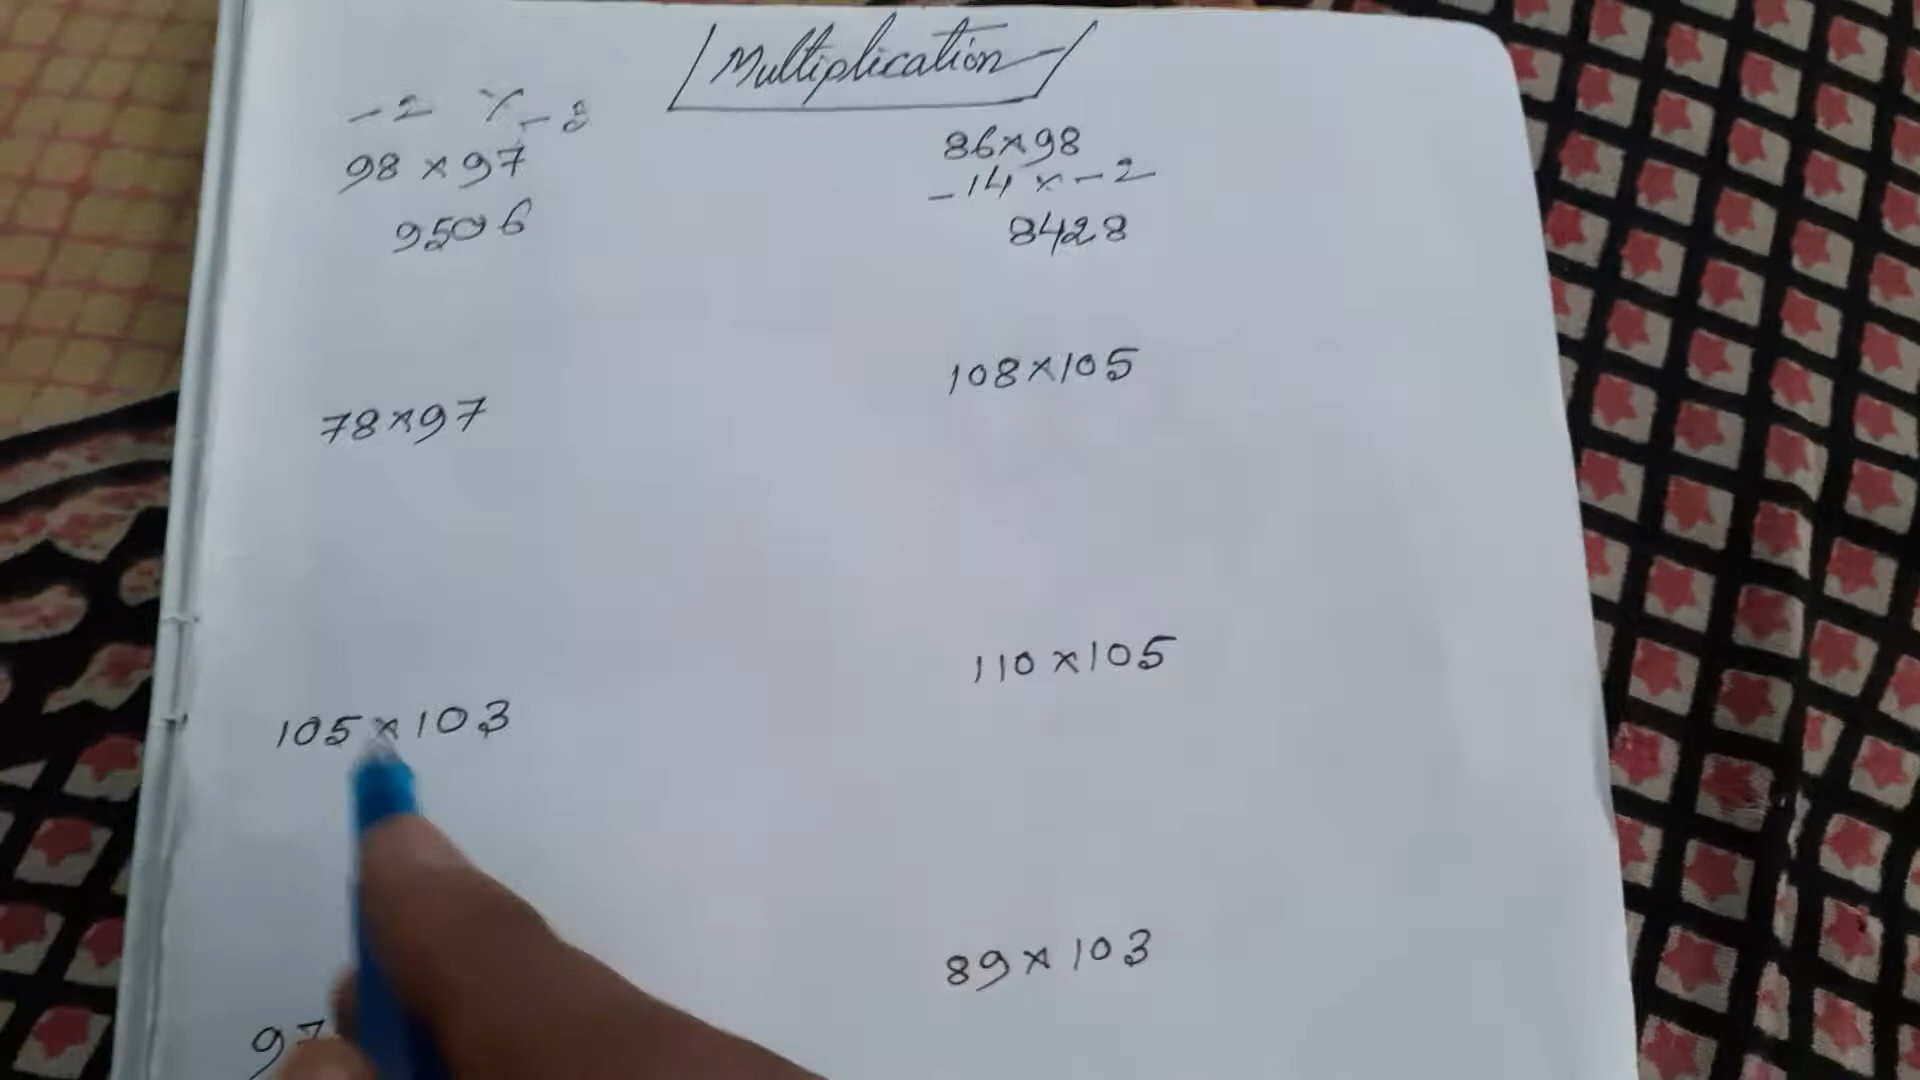 Multiplication
-2 × -3
98 × 97
9506
86×98
-14 × -2
8428
78×97
108×105
105×103
110×105
89×103
97